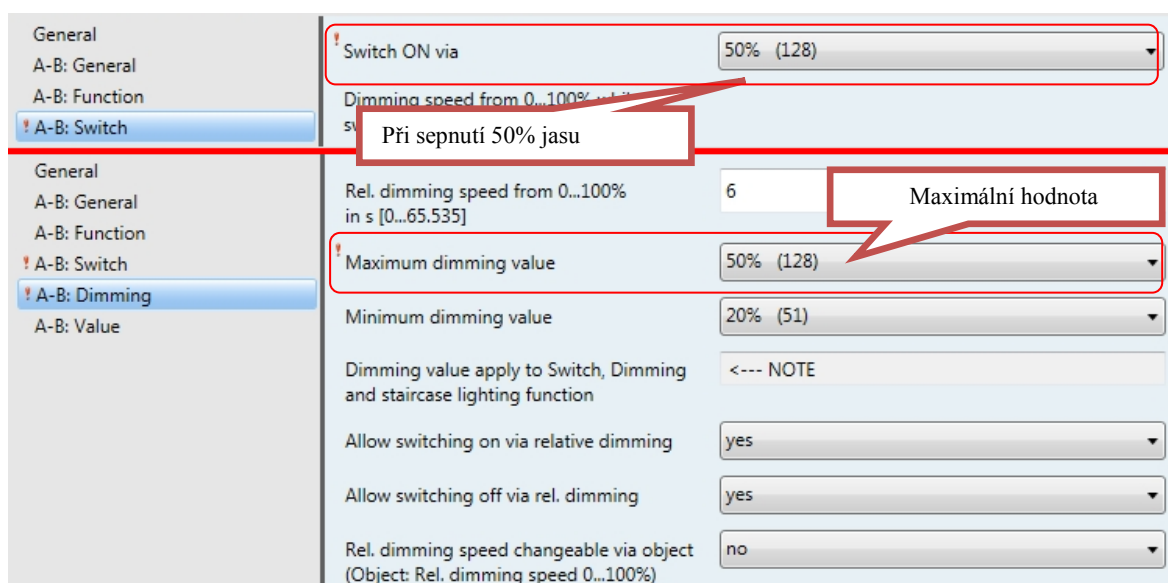 General
A-B: General
A-B: Function
! A-B: Switch
! Switch ON via
50% (128)
Dimming speed from 0...100%
Při sepnutí 50% jasu
General
A-B: General
A-B: Function
! A-B: Switch
! A-B: Dimming
A-B: Value
Rel. dimming speed from 0...100%
in s [0...65.535]
6
Maximální hodnota
! Maximum dimming value
50% (128)
Minimum dimming value
20% (51)
Dimming value apply to Switch, Dimming
and staircase lighting function
<--- NOTE
Allow switching on via relative dimming
yes
Allow switching off via rel. dimming
yes
Rel. dimming speed changeable via object
(Object: Rel. dimming speed 0...100%)
no